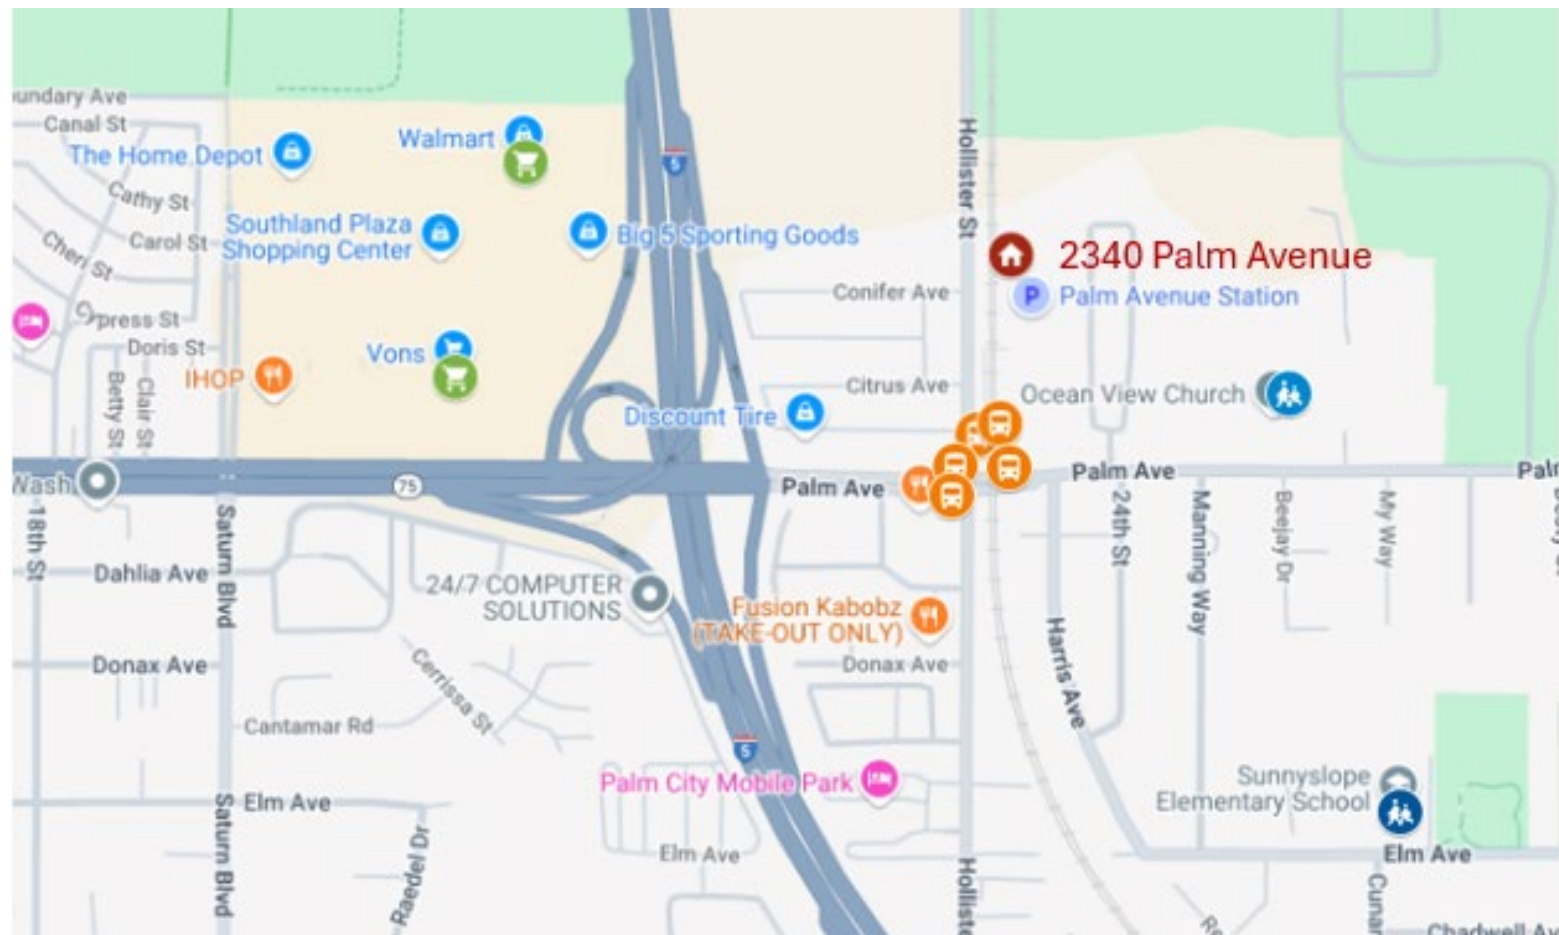 undary Ave
Canal St
The Home Depot
Walmart
5
Hollister St
Cathy St
Carol St
Southland Plaza
Shopping Center
Big 5 Sporting Goods
Cheri St
2340 Palm Avenue
Conifer Ave
P
Palm Avenue Station
Cypress St
Doris St
Vons
IHOP
Betty St
Clair St
Citrus Ave
Ocean View Church
Discount Tire
Wash
75
Palm Ave
Palm Ave
Palm
18th St
Saturn Blvd
24th St
Manning Way
Beejay Dr
My Way
Dahlia Ave
24/7 COMPUTER
SOLUTIONS
Fusion Kabobz
(TAKE-OUT ONLY)
Donax Ave
Donax Ave
Harris Ave
Cerrissa St
Cantamar Rd
5
Palm City Mobile Park
Sunnyslope
Elementary School
Saturn Blvd
Elm Ave
Raedel Dr
Elm Ave
Elm Ave
Holliste
Cunar
Chadwell Av